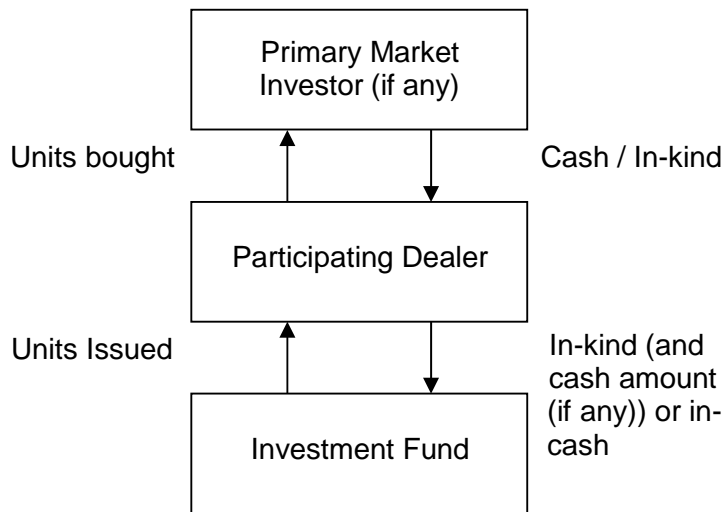 Primary Market
Investor (if any)
Units bought
Cash / In-kind
Participating Dealer
Units Issued
In-kind (and
cash amount
(if any)) or in-
cash
Investment Fund